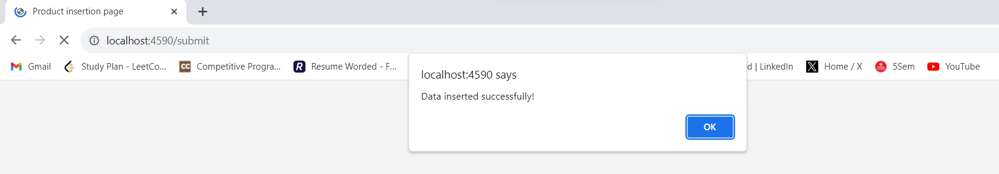 Product insertion page
localhost:4590/submit
Gmail Study Plan - LeetCo... CC Competitive Progra... R Resume Worded - F... d | LinkedIn X Home / X 5Sem YouTube
localhost:4590 says
Data inserted successfully!
OK